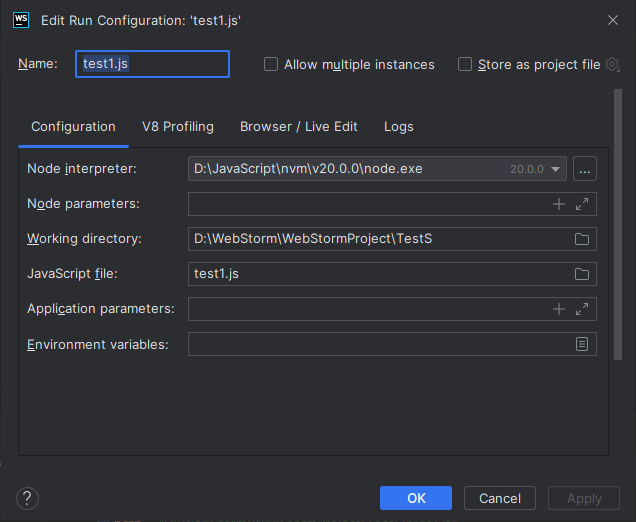 WS Edit Run Configuration: 'test1.js'
Name: test1.js Allow multiple instances Store as project file
Configuration V8 Profiling Browser / Live Edit Logs
Node interpreter: D:\JavaScript\nvm\v20.0.0\node.exe 20.0.0 ...
Node parameters:
Working directory: D:\WebStorm\WebStormProject\TestS
JavaScript file: test1.js
Application parameters:
Environment variables:
? OK Cancel Apply